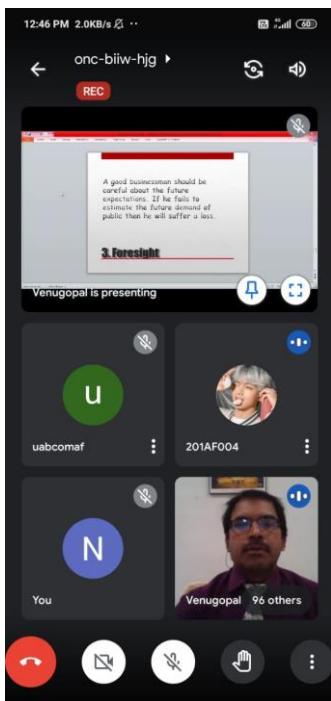 12:46 PM 2.0KB/s
60
onc-biiw-hjg
REC
A good businessman should be
careful about the future
expectations. If he fails to
estimate the future demand of
public then he will suffer a loss.
3. Foresight
Venugopal is presenting
u
uabcomaf
201AF004
N
You
Venugopal 96 others